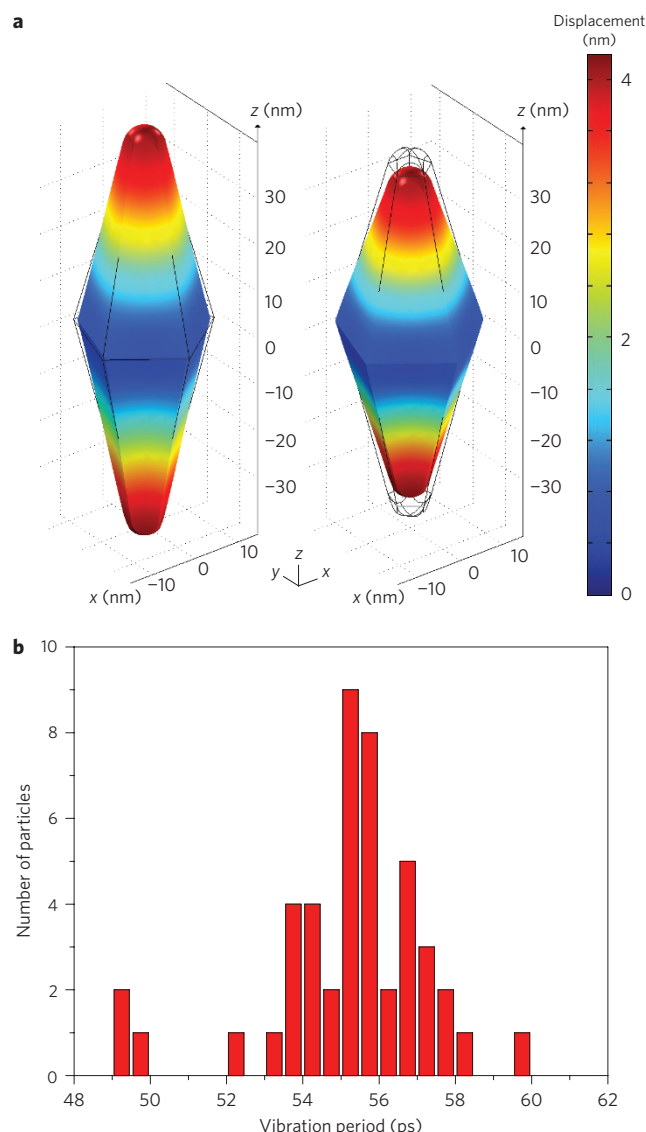 a
Displacement
(nm)
z (nm)
z (nm)
4
2
0
30
20
10
0
−10
−20
−30
30
20
10
0
−10
−20
−30
x (nm)
−10
0
10
y
z
x
x (nm)
−10
0
10
b
Number of particles
10
8
6
4
2
0
48
50
52
54
56
58
60
62
Vibration period (ps)